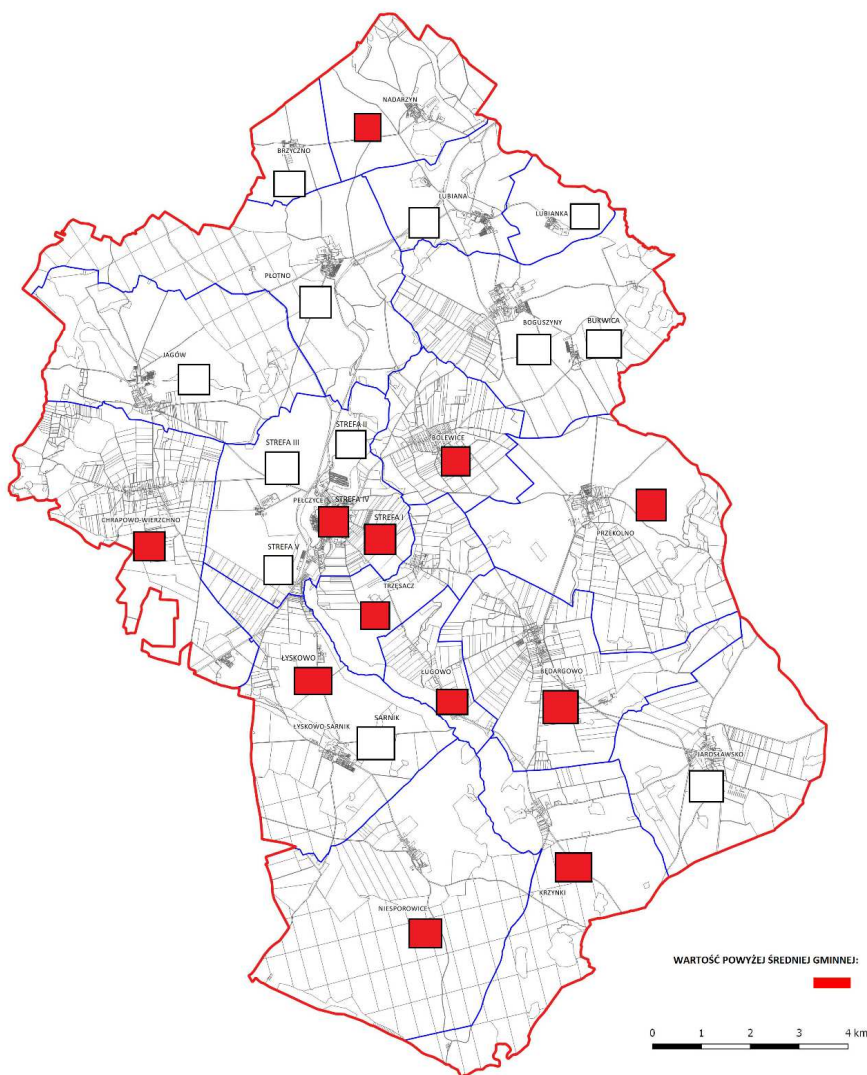 NADARZYN
BRZYCZNO
LUBIANA
LUBIANKA
PŁOTNO
BOGUSZYNY
BUKWICA
JAGÓW
STREFA II
STREFA III
BOLEWICE
PEŁCZYCE
STREFA IV
STREFA I
CHRAPOWO-WIERZCHNO
PRZEKOLNO
STREFA V
TRZĘSACZ
ŁYSKOWO
ŁUGOWO
BĘDARGOWO
ŁYSKOWO-SARNIK
SARNIK
JAROSŁAWSKO
KRZYNKI
NIESPOROWICE
WARTOŚĆ POWYŻEJ ŚREDNIEJ GMINNEJ:
0 1 2 3 4 km